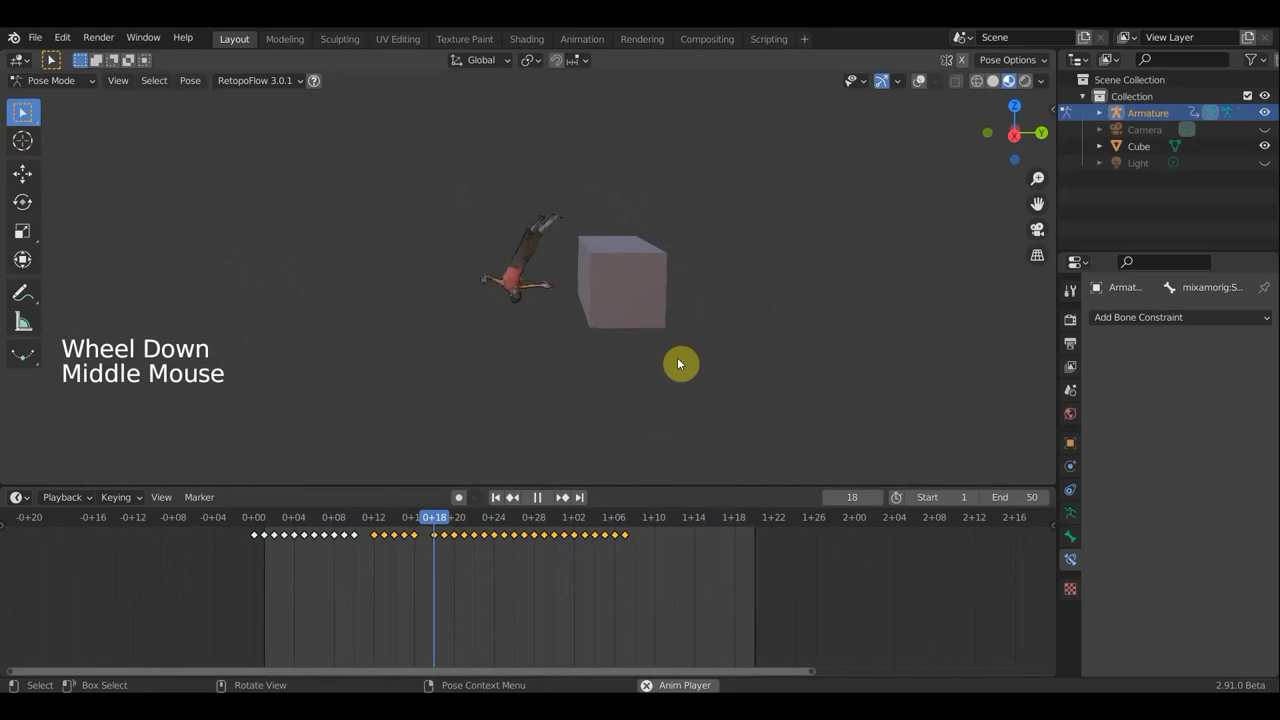 File Edit Render Window Help Layout Modeling Sculpting UV Editing Texture Paint Shading Animation Rendering Compositing Scripting + Scene View Layer
Global X Pose Options
Pose Mode View Select Pose RetopoFlow 3.0.1 ?
Scene Collection
Collection
Armature
Camera
Cube
Light
Z
Y
X
Armat... mixamorig:S...
Add Bone Constraint
Wheel Down
Middle Mouse
Playback Keying View Marker 18 Start 1 End 50
-0+20 -0+16 -0+12 -0+08 -0+04 0+00 0+04 0+08 0+12 0+18 0+24 0+28 1+02 1+06 1+10 1+14 1+18 1+22 1+26 2+00 2+04 2+08 2+12 2+16
Select Box Select Rotate View Pose Context Menu Anim Player 2.91.0 Beta